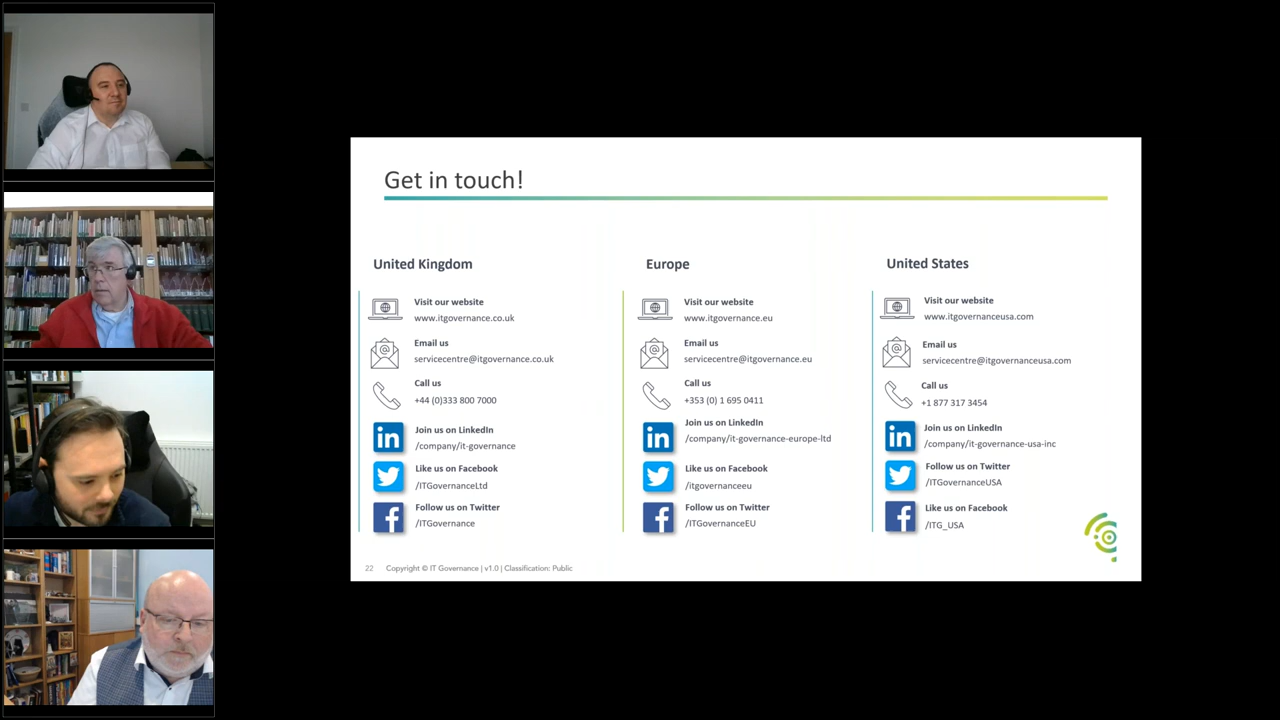 Get in touch!
United Kingdom
Visit our website
www.itgovernance.co.uk
Email us
servicecentre@itgovernance.co.uk
Call us
+44 (0)333 800 7000
Join us on LinkedIn
/company/it-governance
Like us on Facebook
/ITGovernanceLtd
Follow us on Twitter
/ITGovernance
Europe
Visit our website
www.itgovernance.eu
Email us
servicecentre@itgovernance.eu
Call us
+353 (0) 1 695 0411
Join us on LinkedIn
/company/it-governance-europe-ltd
Like us on Facebook
/itgovernanceeu
Follow us on Twitter
/ITGovernanceEU
United States
Visit our website
www.itgovernanceusa.com
Email us
servicecentre@itgovernanceusa.com
Call us
+1 877 317 3454
Join us on LinkedIn
/company/it-governance-usa-inc
Follow us on Twitter
/ITGovernanceUSA
Like us on Facebook
/ITG_USA
22 Copyright © IT Governance | v1.0 | Classification: Public